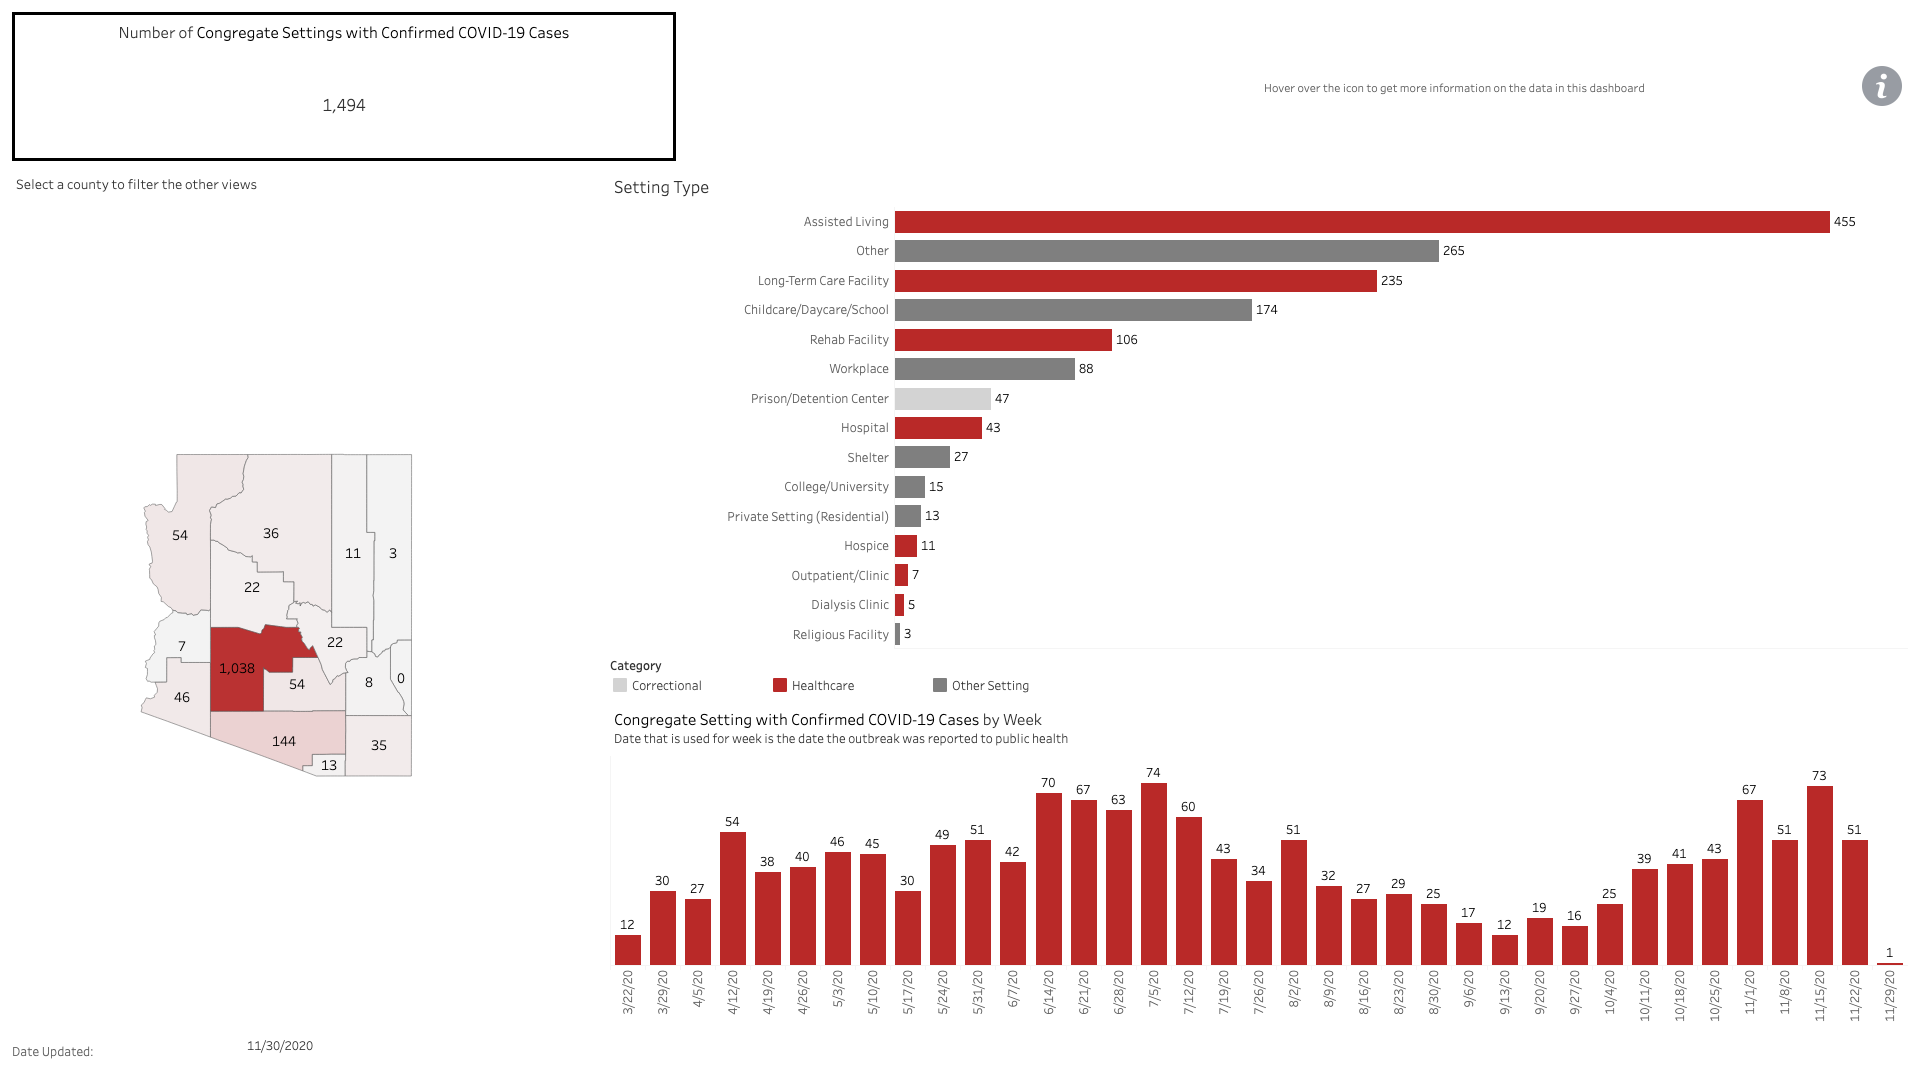 Number of Congregate Settings with Confirmed COVID-19 Cases
1,494
Hover over the icon to get more information on the data in this dashboard
i
Select a county to filter the other views
54
36
11
3
22
7
22
1,038
54
8
0
46
144
35
13
Setting Type
Assisted Living 455
Other 265
Long-Term Care Facility 235
Childcare/Daycare/School 174
Rehab Facility 106
Workplace 88
Prison/Detention Center 47
Hospital 43
Shelter 27
College/University 15
Private Setting (Residential) 13
Hospice 11
Outpatient/Clinic 7
Dialysis Clinic 5
Religious Facility 3
Category
Correctional Healthcare Other Setting
Congregate Setting with Confirmed COVID-19 Cases by Week
Date that is used for week is the date the outbreak was reported to public health
12 30 27 54 38 40 46 45 30 49 51 42 70 67 63 74 60 43 34 51 32 27 29 25 17 12 19 16 25 39 41 43 67 51 73 51 1
3/22/20 3/29/20 4/5/20 4/12/20 4/19/20 4/26/20 5/3/20 5/10/20 5/17/20 5/24/20 5/31/20 6/7/20 6/14/20 6/21/20 6/28/20 7/5/20 7/12/20 7/19/20 7/26/20 8/2/20 8/9/20 8/16/20 8/23/20 8/30/20 9/6/20 9/13/20 9/20/20 9/27/20 10/4/20 10/11/20 10/18/20 10/25/20 11/1/20 11/8/20 11/15/20 11/22/20 11/29/20
Date Updated: 11/30/2020